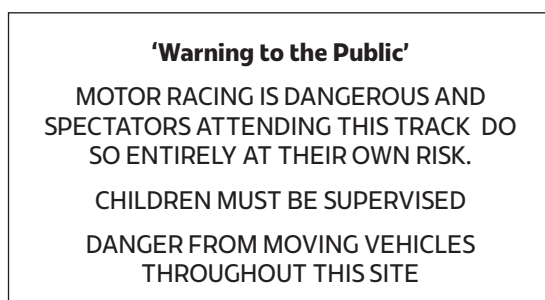 ‘Warning to the Public’
MOTOR RACING IS DANGEROUS AND
SPECTATORS ATTENDING THIS TRACK DO
SO ENTIRELY AT THEIR OWN RISK.
CHILDREN MUST BE SUPERVISED
DANGER FROM MOVING VEHICLES
THROUGHOUT THIS SITE